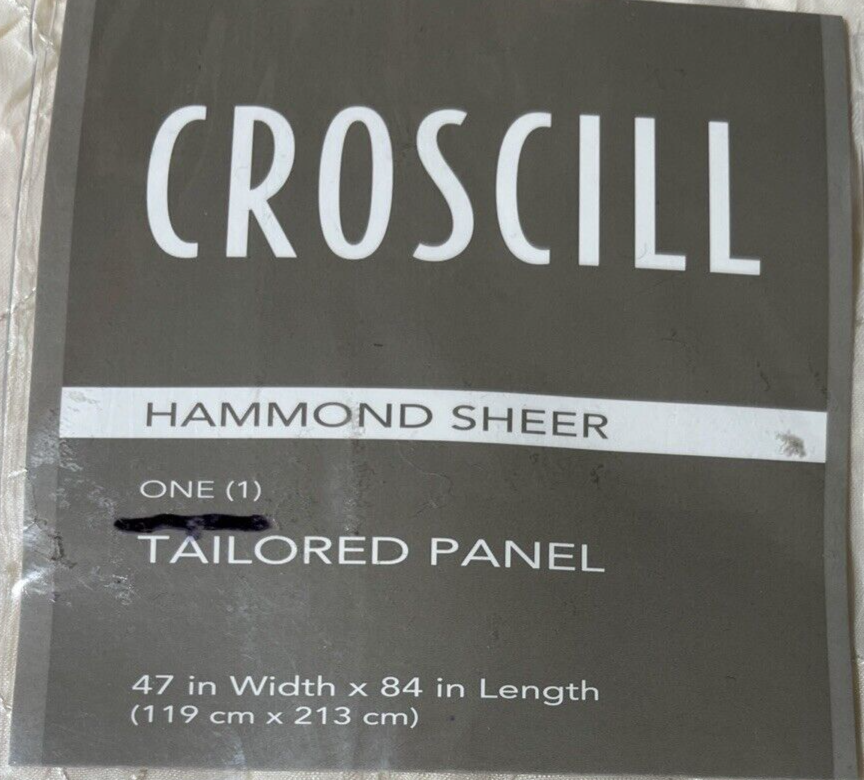 CROSCILL
HAMMOND SHEER
ONE (1)
TAILORED PANEL
47 in Width x 84 in Length
(119 cm x 213 cm)